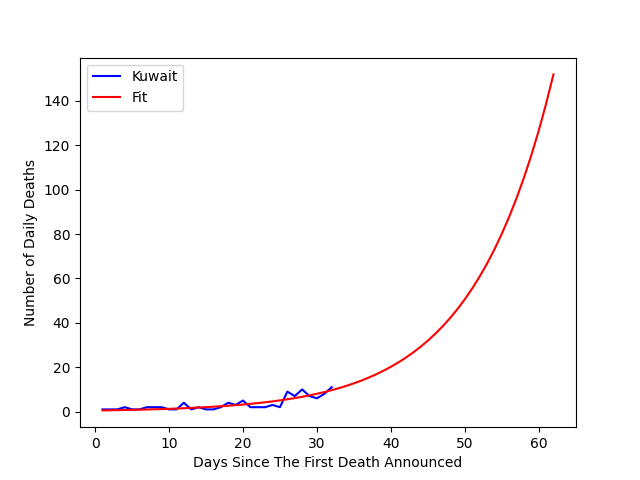 Kuwait
Fit
Number of Daily Deaths
140
120
100
80
60
40
20
0
0 10 20 30 40 50 60
Days Since The First Death Announced